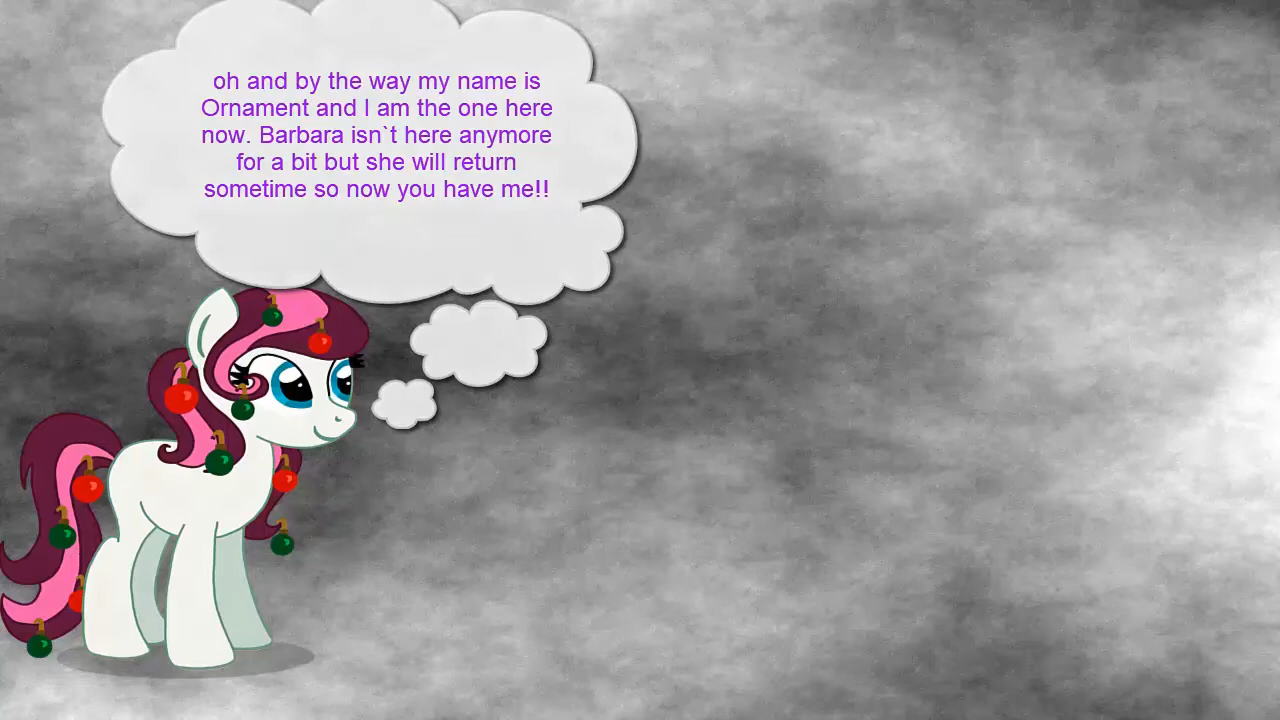 oh and by the way my name is
Ornament and I am the one here
now. Barbara isn`t here anymore
for a bit but she will return
sometime so now you have me!!